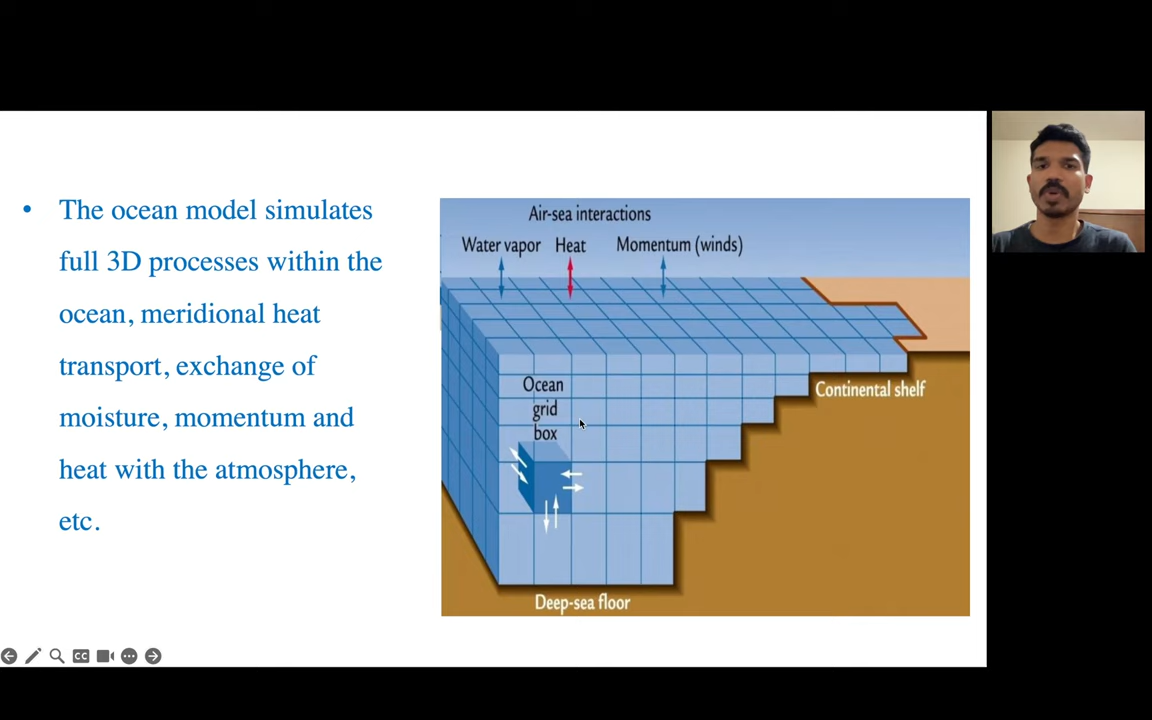 • The ocean model simulates
full 3D processes within the
ocean, meridional heat
transport, exchange of
moisture, momentum and
heat with the atmosphere,
etc.
Air-sea interactions
Water vapor Heat Momentum (winds)
Ocean
grid
box
Continental shelf
Deep-sea floor
CC